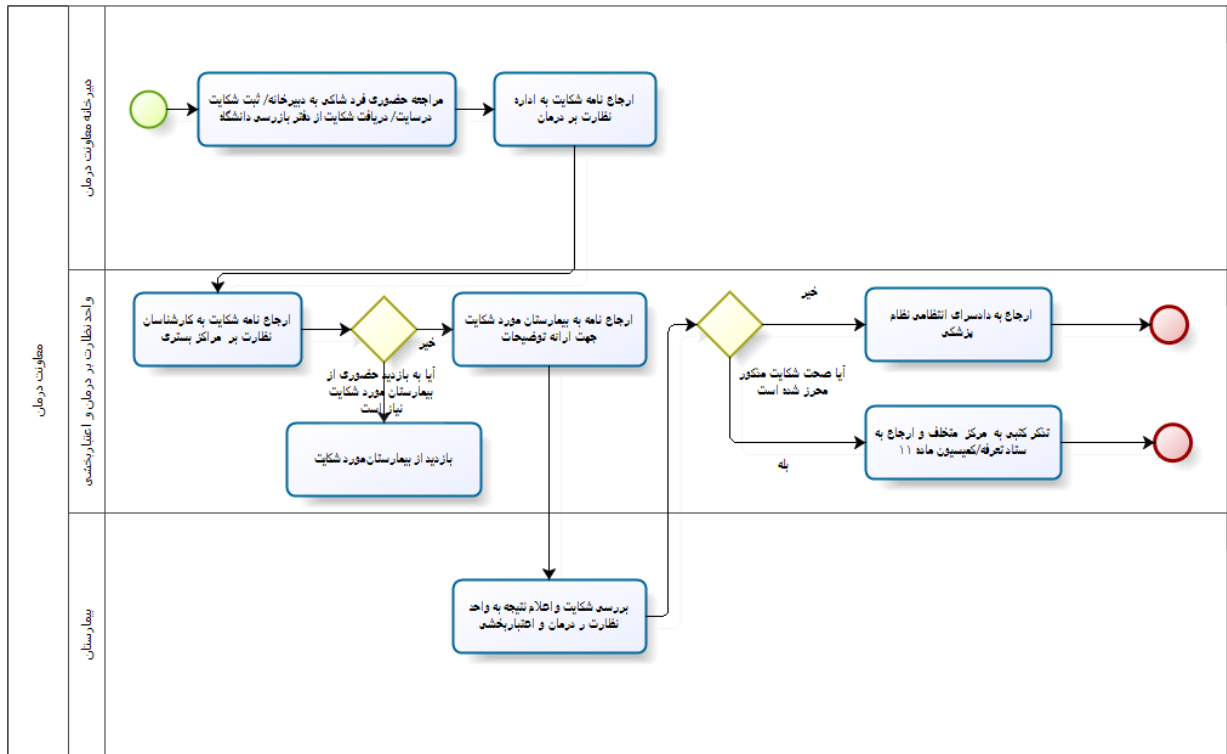 معاونت درمان
دبیرخانه معاونت درمان
مراجعه حضوری فرد شاکی به دبیرخانه/ ثبت شکایت
درسایت/ دریافت شکایت از دفتر بازرسی دانشگاه
ارجاع نامه شکایت به اداره
نظارت بر درمان
واحد نظارت بر درمان و اعتباربخشی
ارجاع نامه شکایت به کارشناسان
نظارت بر مراکز بستری
خیر
آیا به بازدید حضوری از
بیمارستان مورد شکایت
نیاز است
بازدید از بیمارستان مورد شکایت
ارجاع نامه به بیمارستان مورد شکایت
جهت ارائه توضیحات
خیر
آیا صحت شکایت مذکور
محرز شده است
بله
ارجاع به دادسرای انتظامی نظام
پزشکی
تذکر کتبی به مرکز متخلف و ارجاع به
ستاد تعرفه/کمیسیون ماده ۱۱
بیمارستان
بررسی شکایت و اعلام نتیجه به واحد
نظارت ر درمان و اعتباربخشی